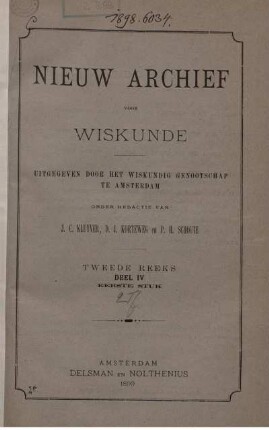 1898.6034.
NIEUW ARCHIEF
VOOR
WISKUNDE
UITGEGEVEN DOOR HET WISKUNDIG GENOOTSCHAP
TE AMSTERDAM
ONDER REDACTIE VAN
J. C. KLUYVER, D. J. KORTEWEG EN P. H. SCHOUTE
TWEEDE REEKS
DEEL IV
EERSTE STUK
AMSTERDAM
DELSMAN EN NOLTHENIUS